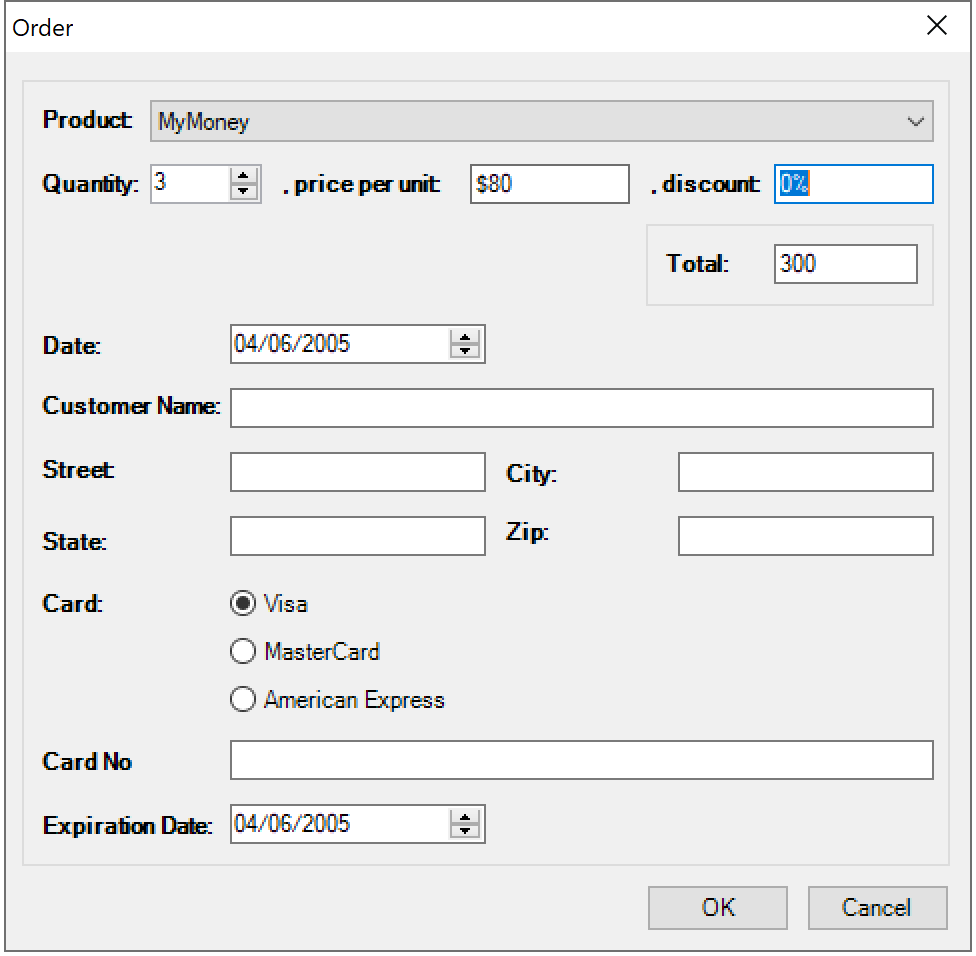 Order
Product: MyMoney
Quantity: 3 , price per unit: $80 , discount: 0%
Total: 300
Date: 04/06/2005
Customer Name:
Street: City:
State: Zip:
Card: Visa
MasterCard
American Express
Card No
Expiration Date: 04/06/2005
OK Cancel